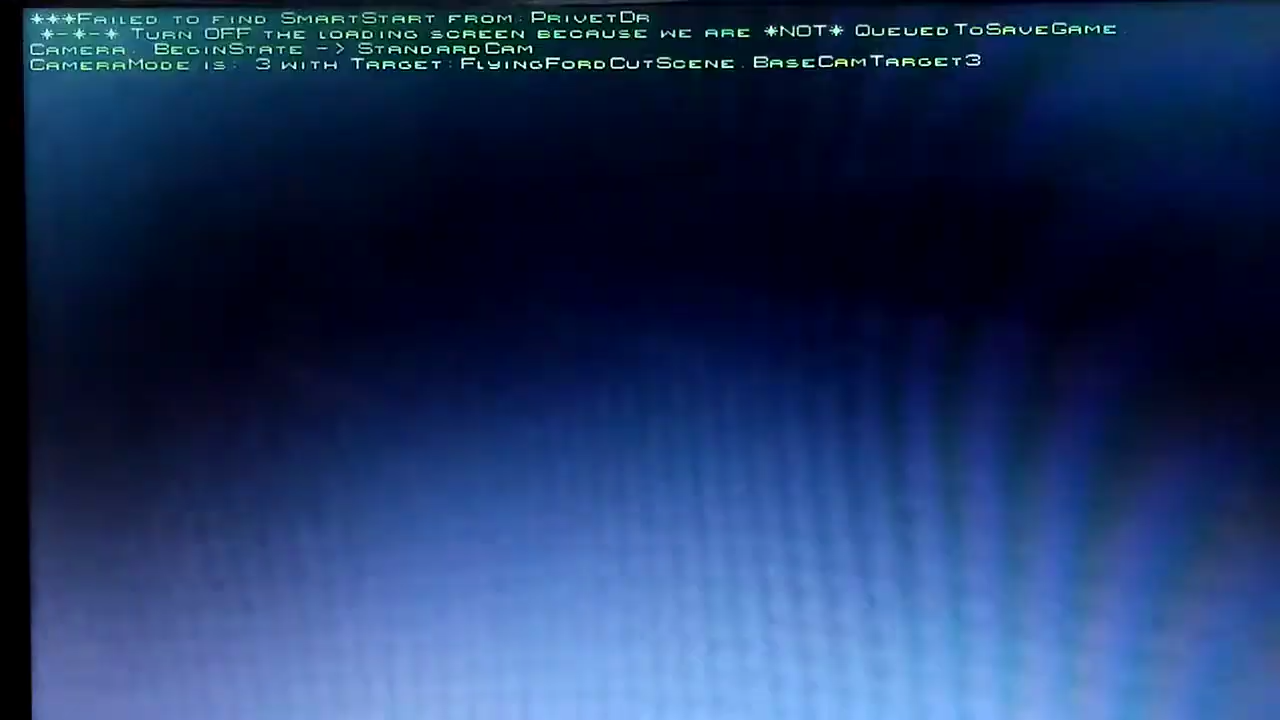 ***Failed to find SmartStart from: PrivetDr
*-*-* Turn OFF the loading screen because we are *NOT* QueuedToSaveGame.
Camera: BeginState -> StandardCam
CameraMode is: 3 with Target:FlyingFordCutScene.BaseCamTarget3